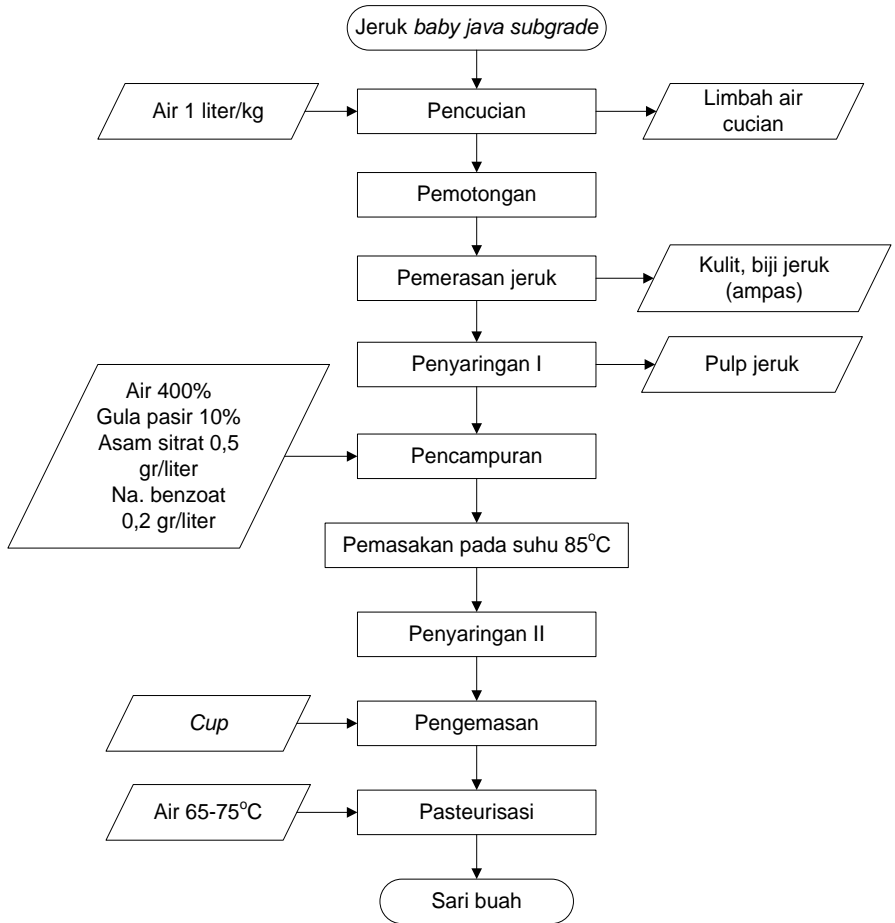 Jeruk baby java subgrade
Air 1 liter/kg
Pencucian
Limbah air
cucian
Pemotongan
Pemerasan jeruk
Kulit, biji jeruk
(ampas)
Penyaringan I
Pulp jeruk
Air 400%
Gula pasir 10%
Asam sitrat 0,5
gr/liter
Na. benzoat
0,2 gr/liter
Pencampuran
Pemasakan pada suhu 85°C
Penyaringan II
Cup
Pengemasan
Air 65-75°C
Pasteurisasi
Sari buah